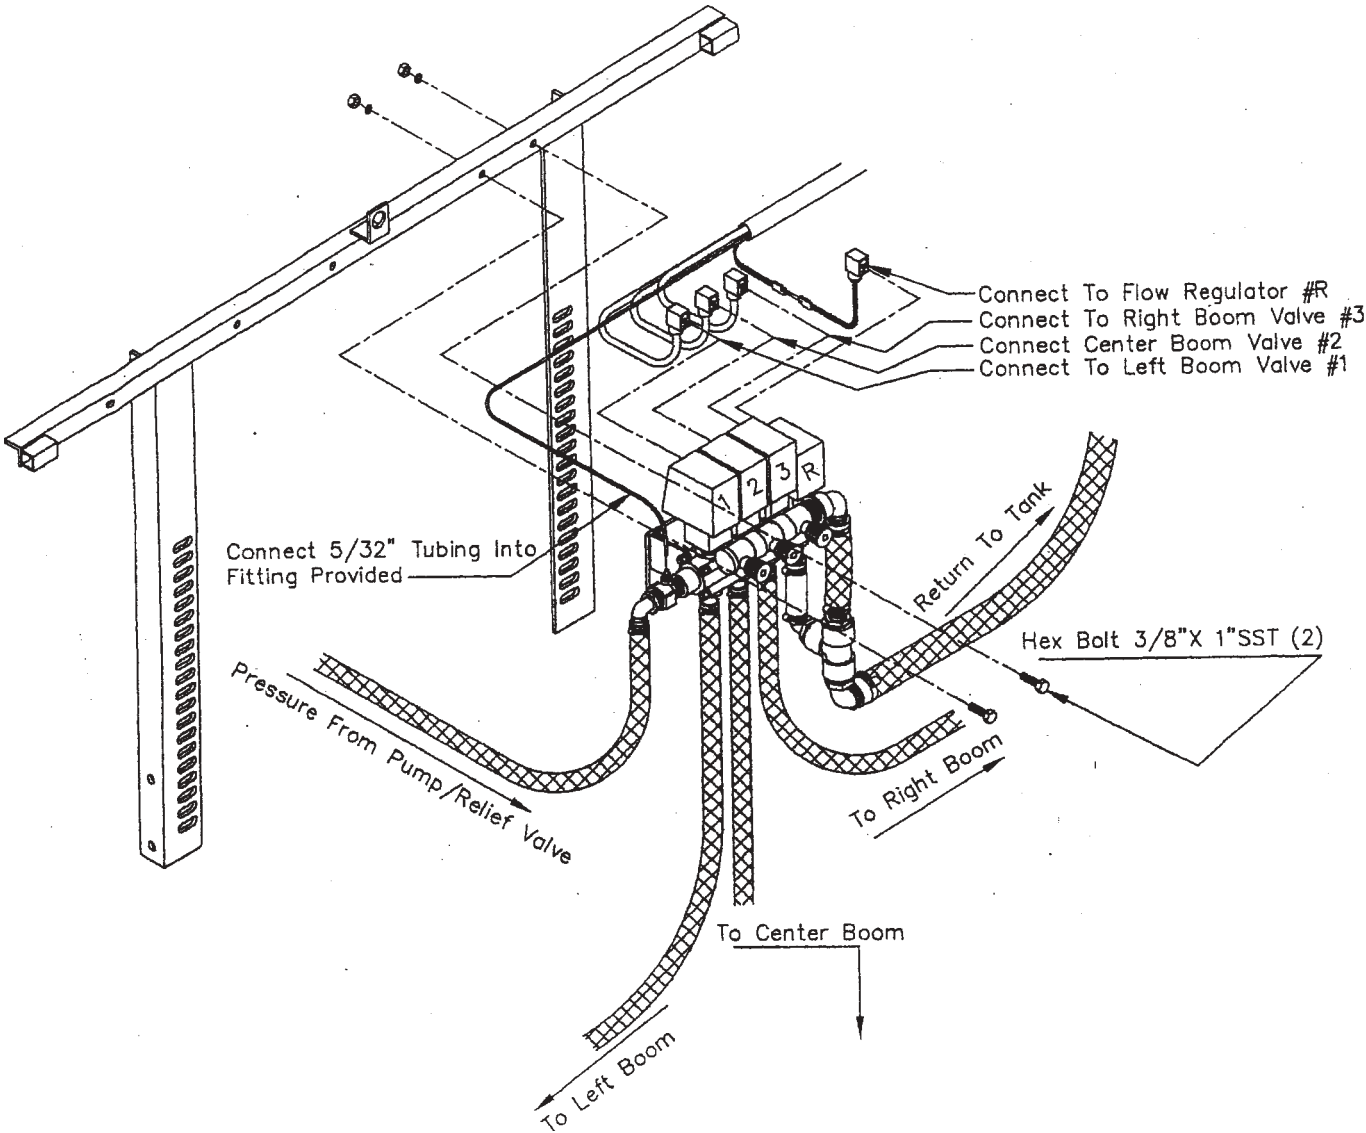 Connect To Flow Regulator #R
Connect To Right Boom Valve #3
Connect Center Boom Valve #2
Connect To Left Boom Valve #1
1
2
3
R
Connect 5/32" Tubing Into
Fitting Provided
Return To Tank
Hex Bolt 3/8"X 1"SST (2)
Pressure From Pump/Relief Valve
To Right Boom
To Center Boom
To Left Boom